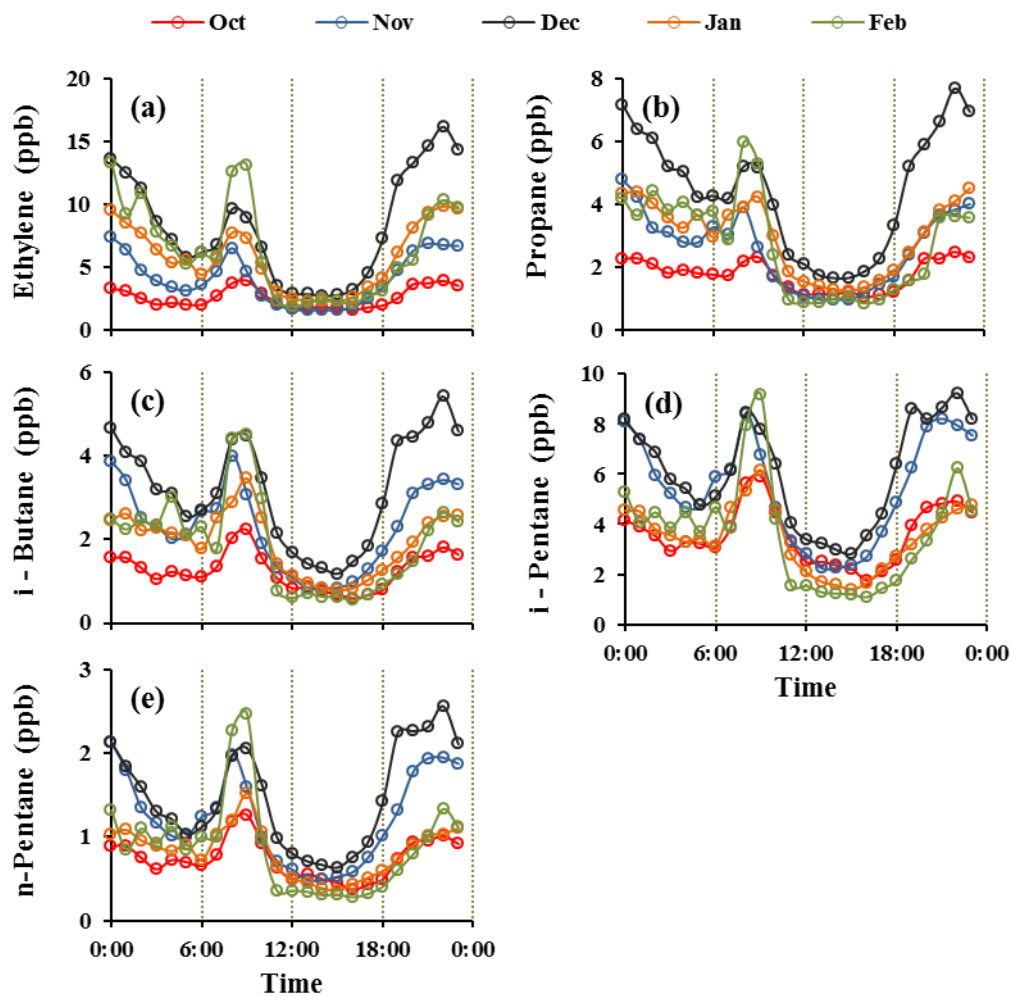 Oct Nov Dec Jan Feb
(a)
Ethylene (ppb)
20
15
10
5
0
(b)
Propane (ppb)
8
6
4
2
0
(c)
i - Butane (ppb)
6
4
2
0
(d)
i - Pentane (ppb)
10
8
6
4
2
0
0:00 6:00 12:00 18:00 0:00
Time
(e)
n-Pentane (ppb)
3
2
1
0
0:00 6:00 12:00 18:00 0:00
Time